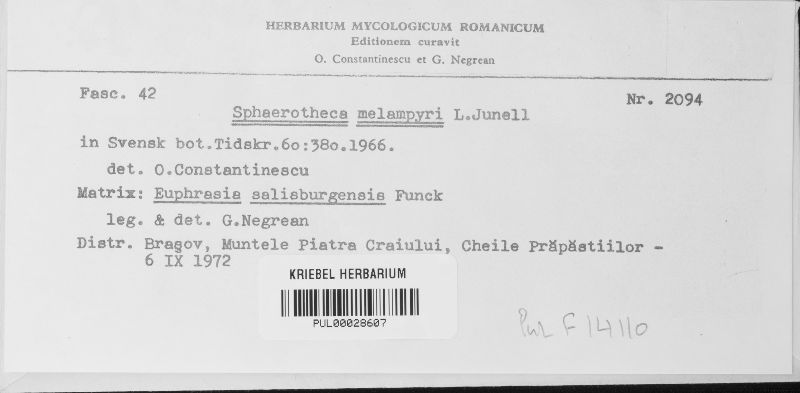 HERBARIUM MYCOLOGICUM ROMANICUM
Editionem curavit
O. Constantinescu et G. Negrean
Fasc. 42
Nr. 2094
Sphaerotheca melampyri L.Junell
in Svensk bot.Tidskr.6o:38o.1966.
det. O.Constantinescu
Matrix: Euphrasia salisburgensis Funck
leg. & det. G.Negrean
Distr. Braşov, Muntele Piatra Craiului, Cheile Prăpăstiilor -
6 IX 1972
KRIEBEL HERBARIUM
PUL00028607
PUL F 14110